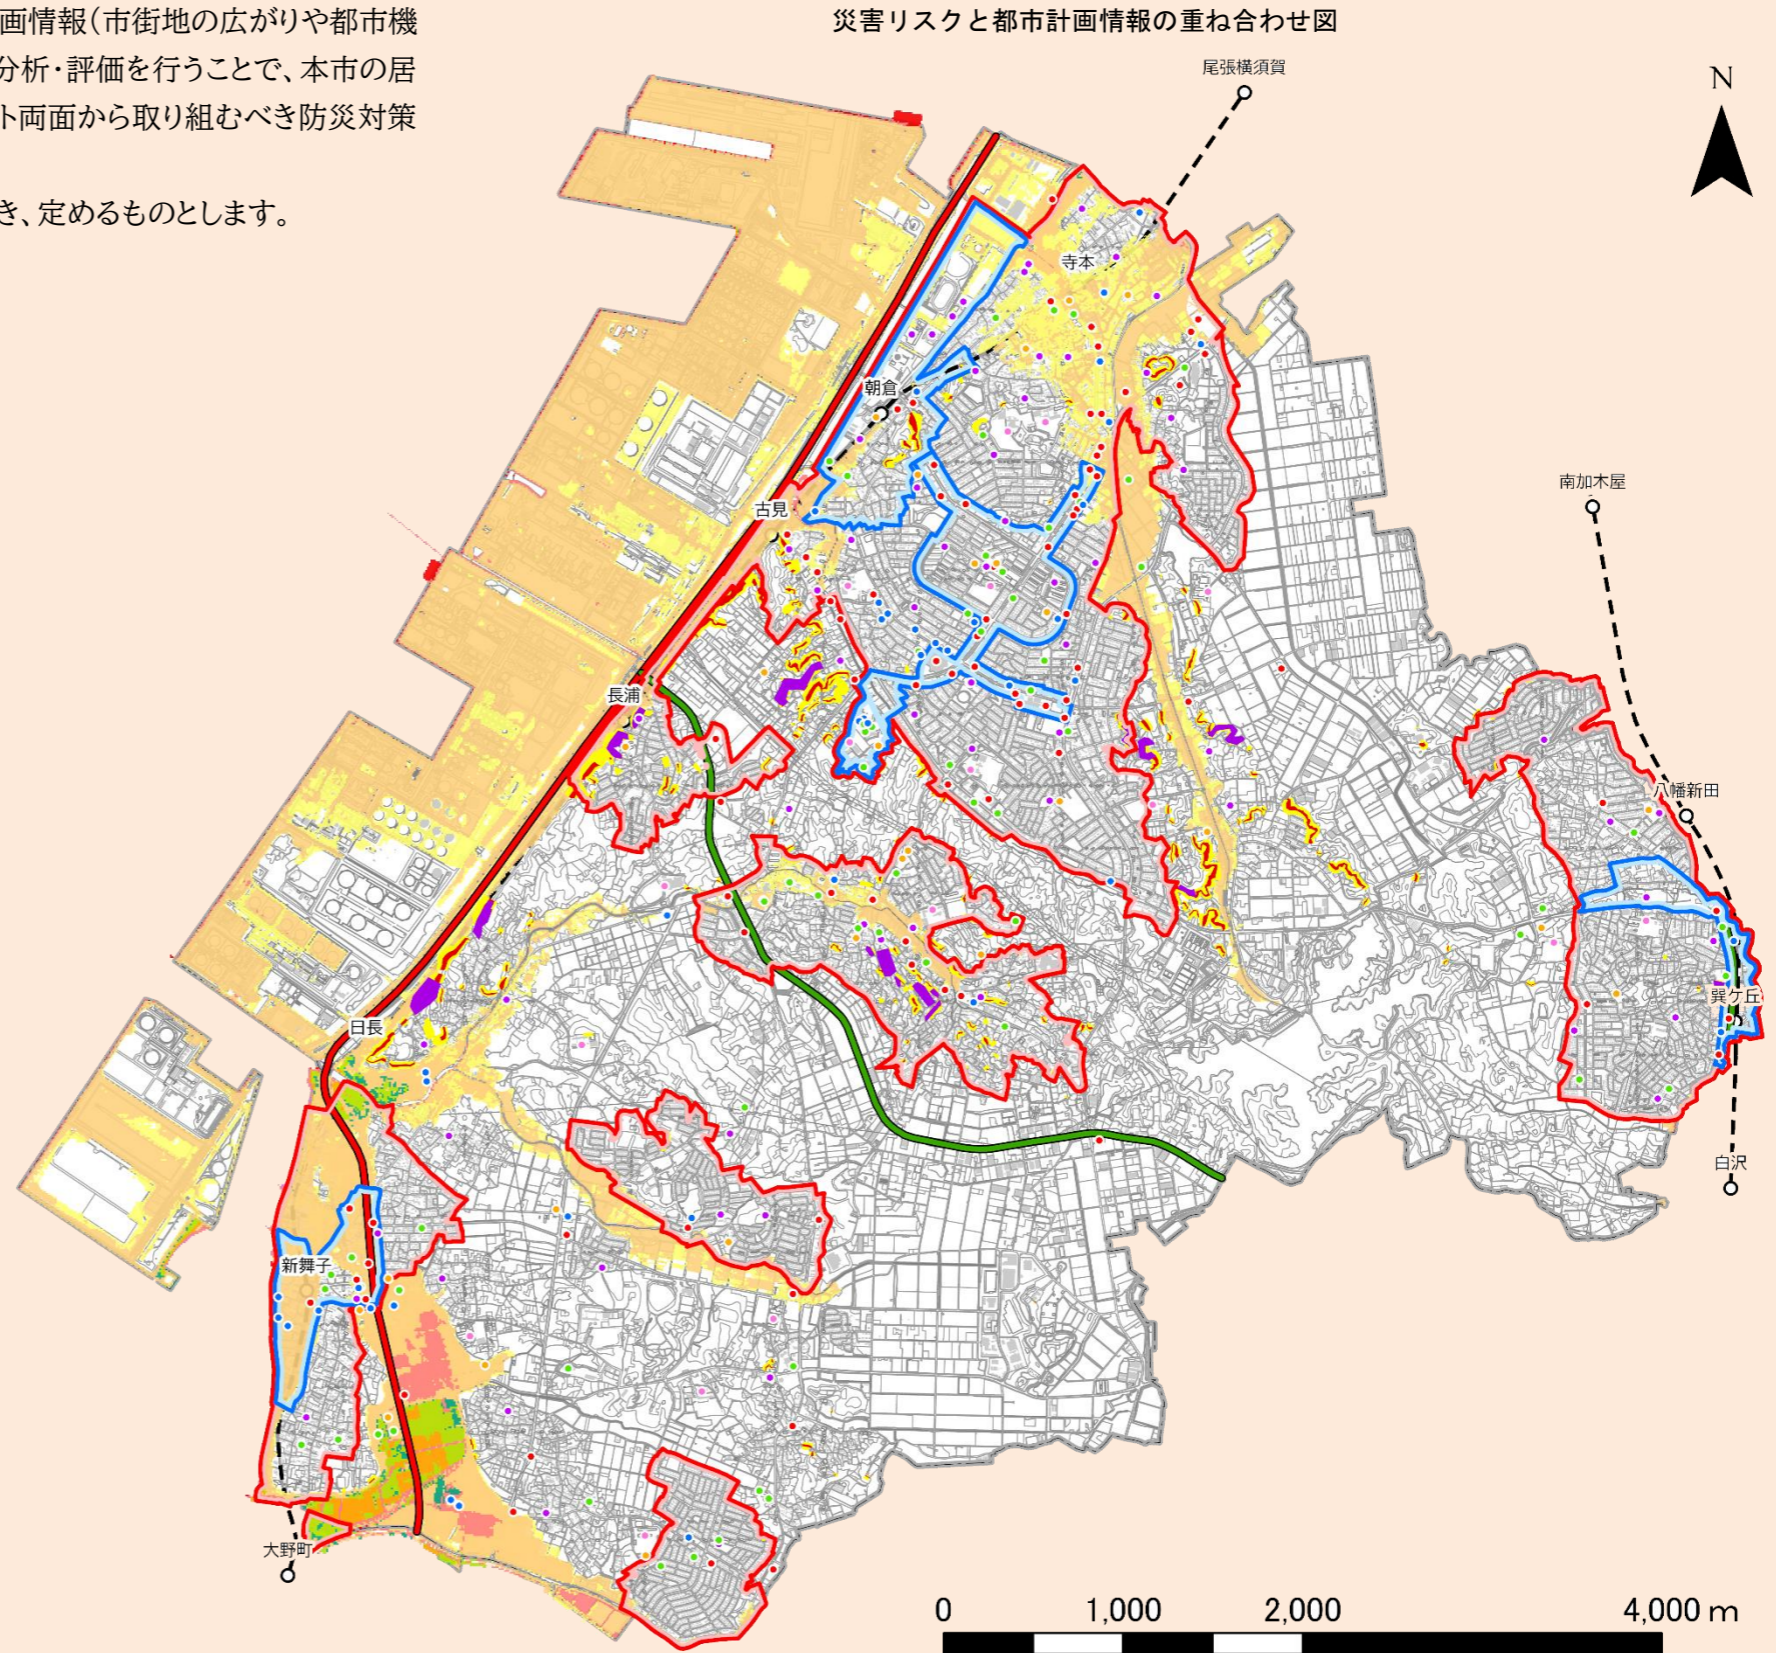 画情報（市街地の広がりや都市機
分析・評価を行うことで、本市の居
ト両面から取り組むべき防災対策
き、定めるものとします。
災害リスクと都市計画情報の重ね合わせ図
尾張横須賀
N
寺本
朝倉
南加木屋
古見
長浦
八幡新田
巽ケ丘
日長
白沢
新舞子
大野町
0 1,000 2,000 4,000 m